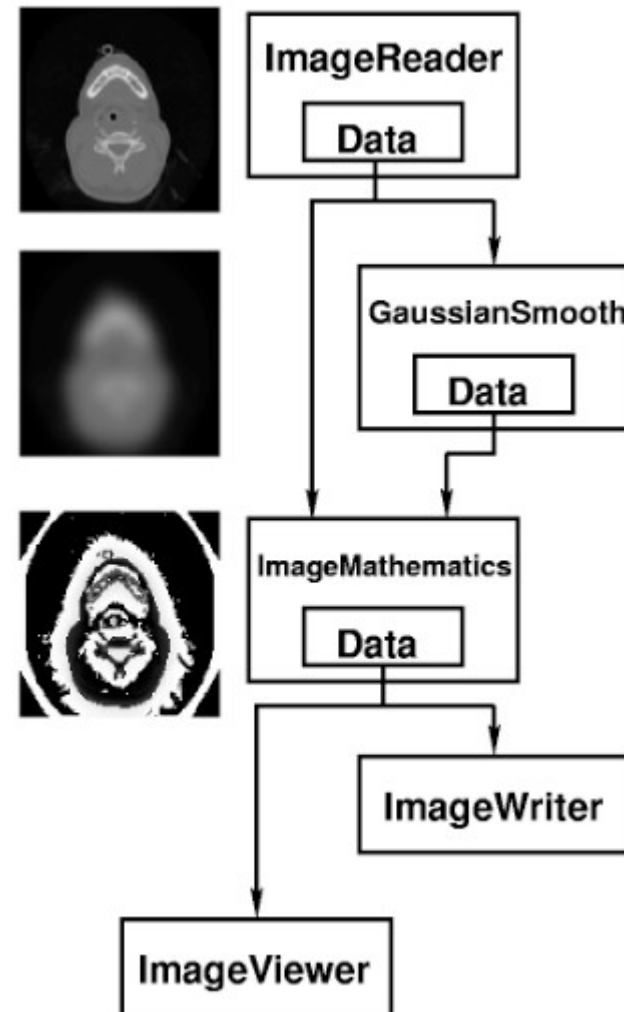 ImageReader
Data
GaussianSmooth
Data
ImageMathematics
Data
ImageWriter
ImageViewer